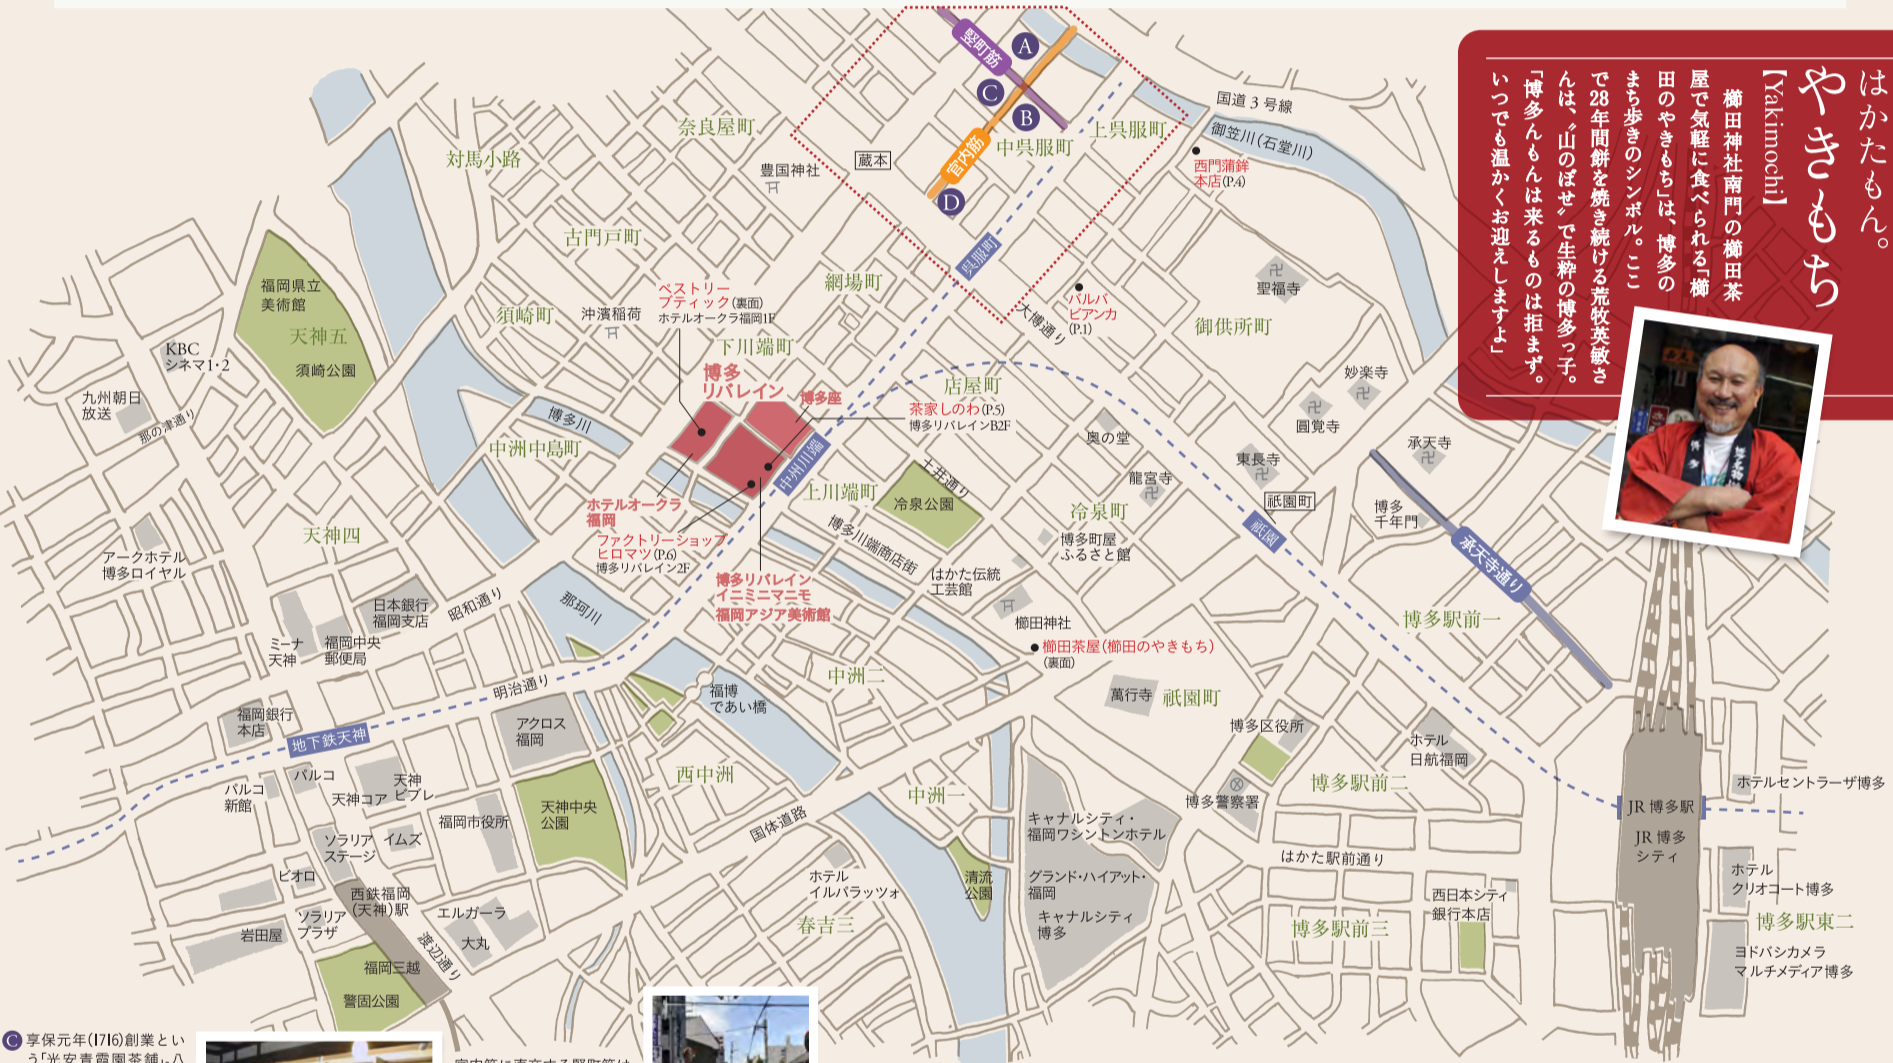 はかたもん。
やきもち
【Yakimochi】
櫛田神社南門の櫛田茶
屋で気軽に食べられる「櫛
田のやきもち」は、博多の
まち歩きのシンボル。ここ
で28年間餅を焼き続ける荒牧英敏さ
んは、〝山のぼせ〟で生粋の博多っ子。
「博多んもんは来るものは拒まず。
いつでも温かくお迎えしますよ」
竪町筋
A
C
B
官内筋
D
国道3号線
御笠川(石堂川)
上呉服町
中呉服町
西門蒲鉾
本店(P.4)
奈良屋町
対馬小路
豊国神社
蔵本
呉服町
古門戸町
網場町
大博通り
バルバ
ビアンカ
(P.1)
聖福寺
御供所町
福岡県立
美術館
天神五
須崎公園
KBC
シネマ1・2
九州朝日
放送
那の津通り
須崎町
沖濱稲荷
ペストリー
ブティック(裏面)
ホテルオークラ福岡1F
下川端町
博多
リバレイン
博多座
店屋町
茶家しのわ(P.5)
博多リバレインB2F
妙楽寺
圓覚寺
承天寺
東長寺
奥の堂
龍宮寺
祇園町
祇園
博多
千年門
承天寺通り
博多川
中洲中島町
中州川端
上川端町
土井通り
冷泉公園
冷泉町
博多町屋
ふるさと館
博多川端商店街
はかた伝統
工芸館
ホテルオークラ
福岡
ファクトリーショップ
ヒロマツ(P.6)
博多リバレイン2F
博多リバレイン
イニミニマニモ
福岡アジア美術館
天神四
アークホテル
博多ロイヤル
日本銀行
福岡支店
昭和通り
那珂川
ミーナ
天神
福岡中央
郵便局
櫛田神社
櫛田茶屋(櫛田のやきもち)
(裏面)
博多駅前一
明治通り
福博
であい橋
中洲二
萬行寺
祇園町
福岡銀行
本店
地下鉄天神
アクロス
福岡
博多区役所
ホテル
日航福岡
パルコ
パルコ
新館
天神コア
天神
ビブレ
西中洲
中洲一
博多警察署
博多駅前二
ホテルセントラーザ博多
JR 博多駅
JR 博多
シティ
福岡市役所
天神中央
公園
国体道路
キャナルシティ・
福岡ワシントンホテル
はかた駅前通り
ソラリア
ステージ
イムズ
ビオロ
ホテル
イルパラッツォ
清流
公園
グランド・ハイアット・
福岡
西日本シティ
銀行本店
ホテル
クリオコート博多
西鉄福岡
(天神)駅
エルガーラ
ソラリア
プラザ
岩田屋
大丸
渡辺通り
春吉三
キャナルシティ
博多
博多駅前三
博多駅東二
福岡三越
警固公園
ヨドバシカメラ
マルチメディア博多
C 享保元年(1716)創業とい
う「光安青霞園茶舗」。八
官内筋に直交する竪町筋は